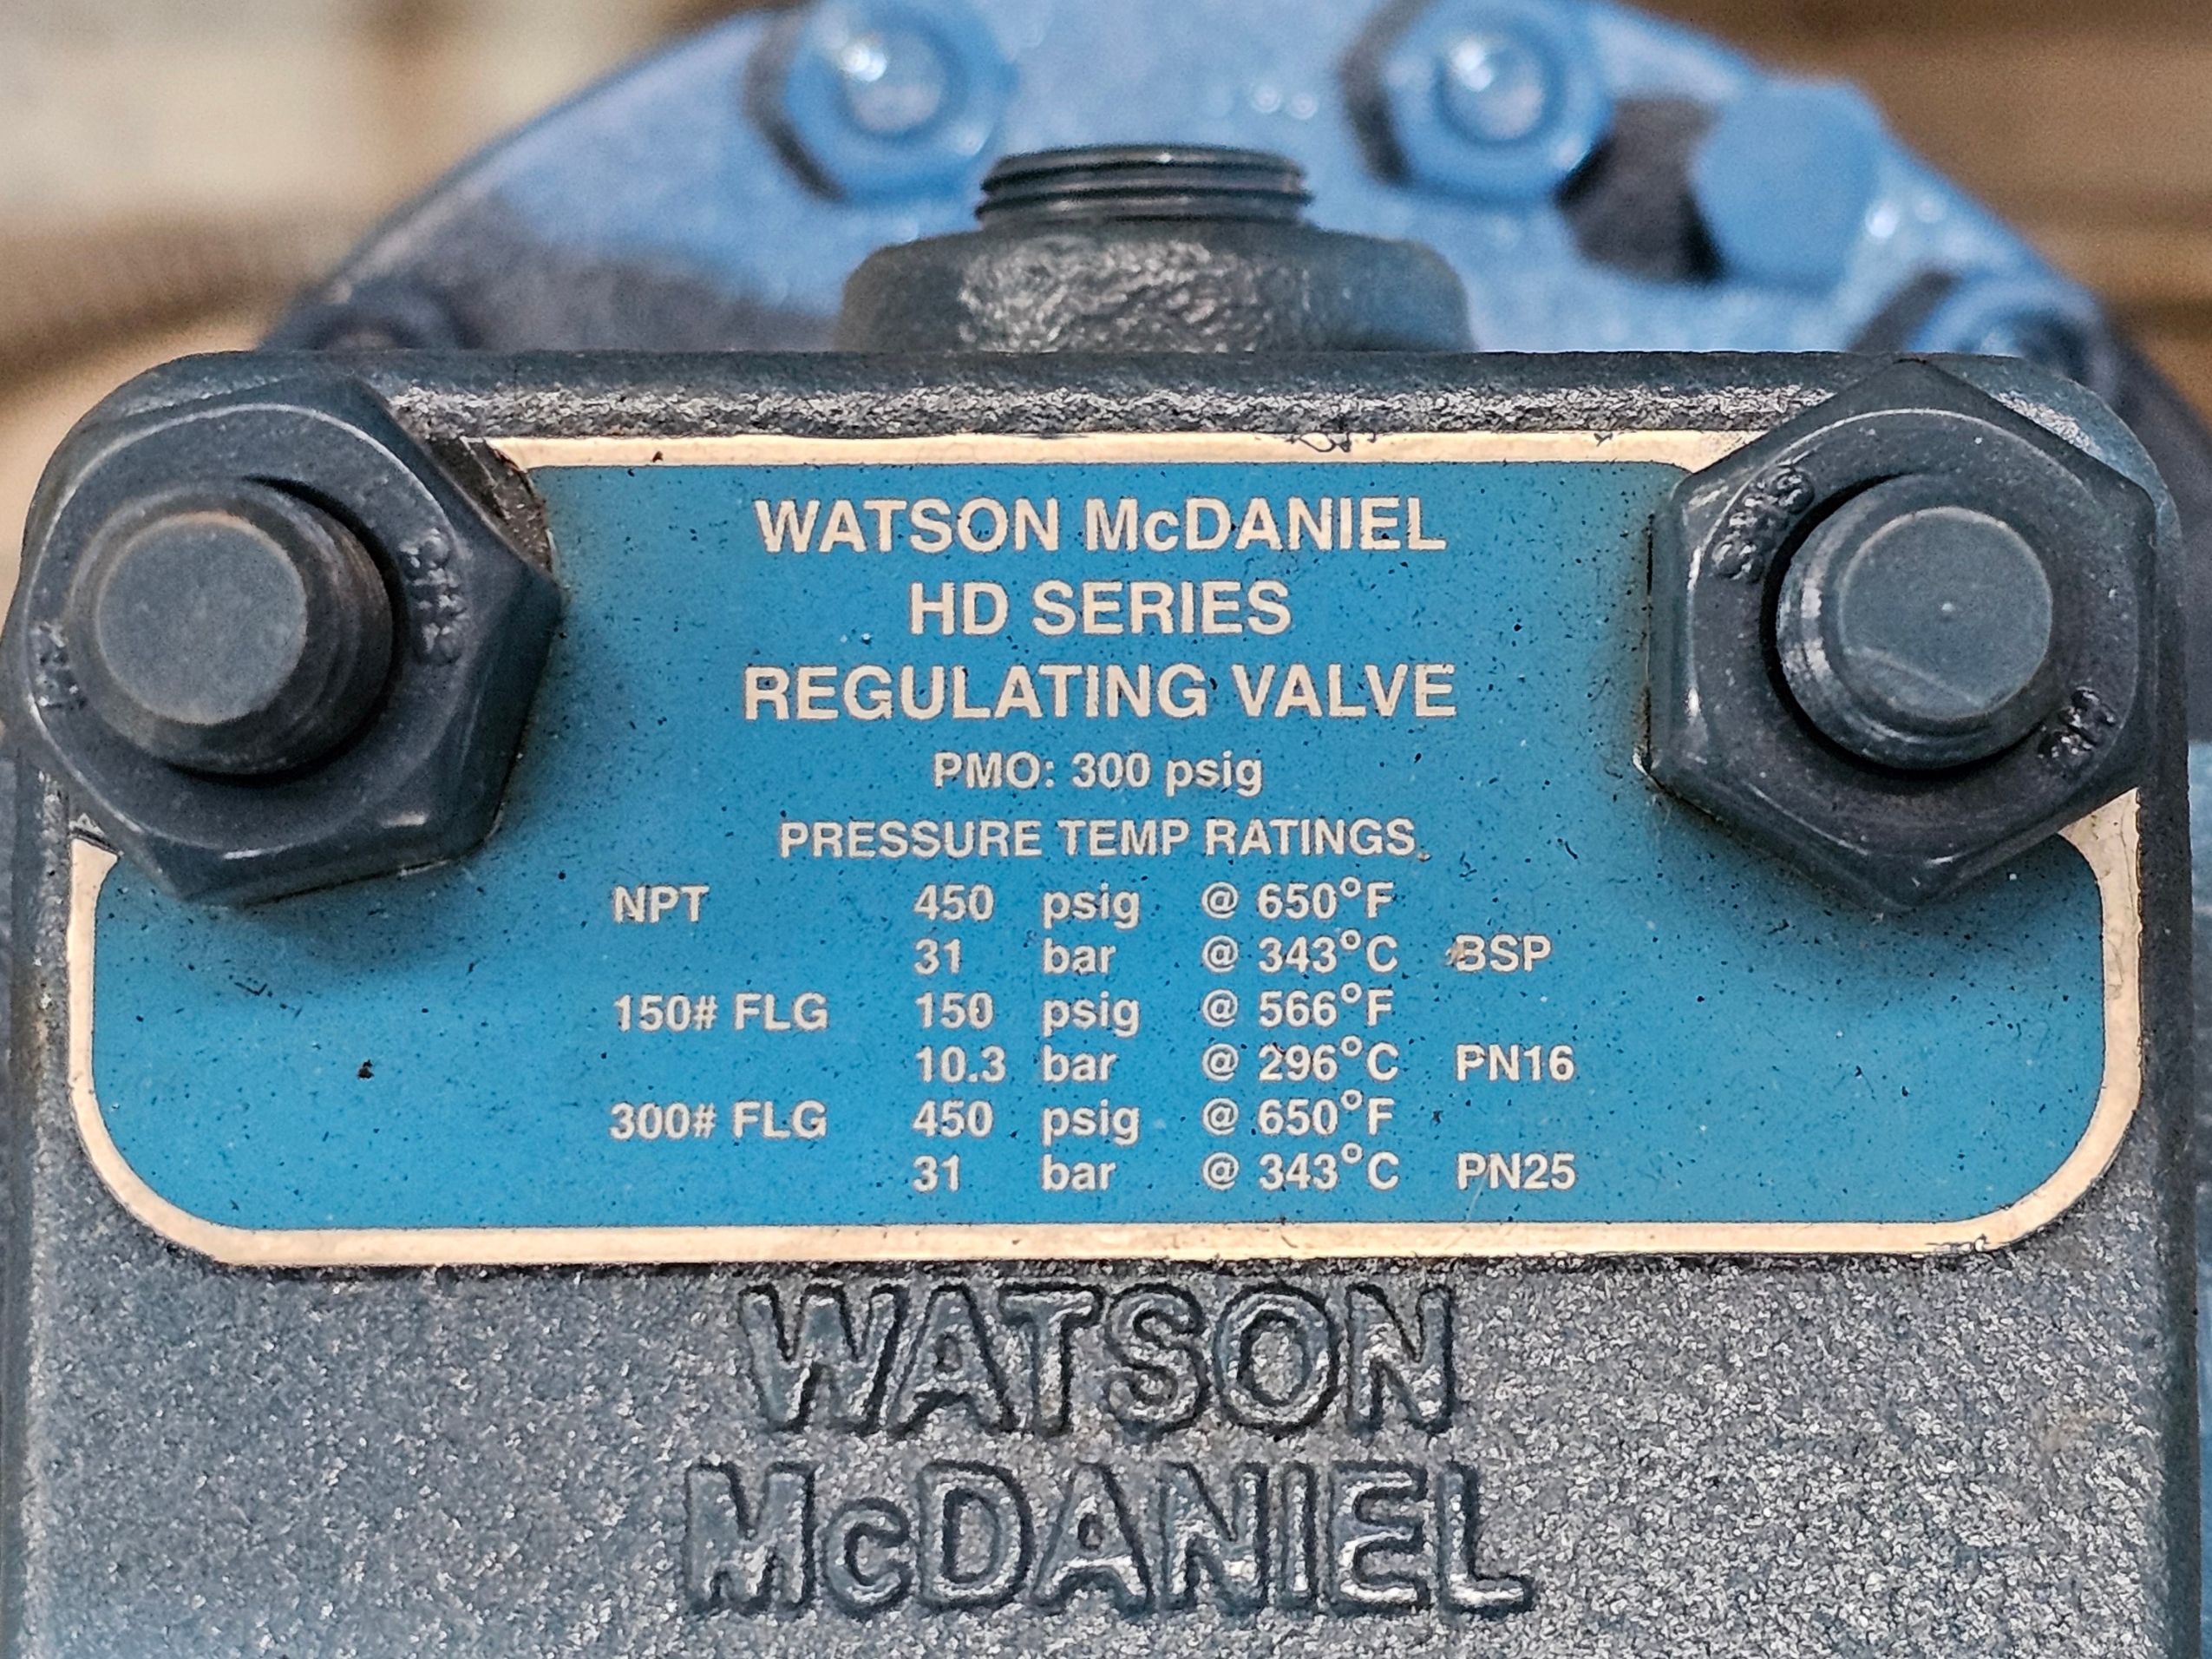 WATSON McDANIEL
HD SERIES
REGULATING VALVE
PMO: 300 psig
PRESSURE TEMP RATINGS
NPT 450 psig @ 650°F
31 bar @ 343°C BSP
150# FLG 150 psig @ 566°F
10.3 bar @ 296°C PN16
300# FLG 450 psig @ 650°F
31 bar @ 343°C PN25
WATSON
McDANIEL